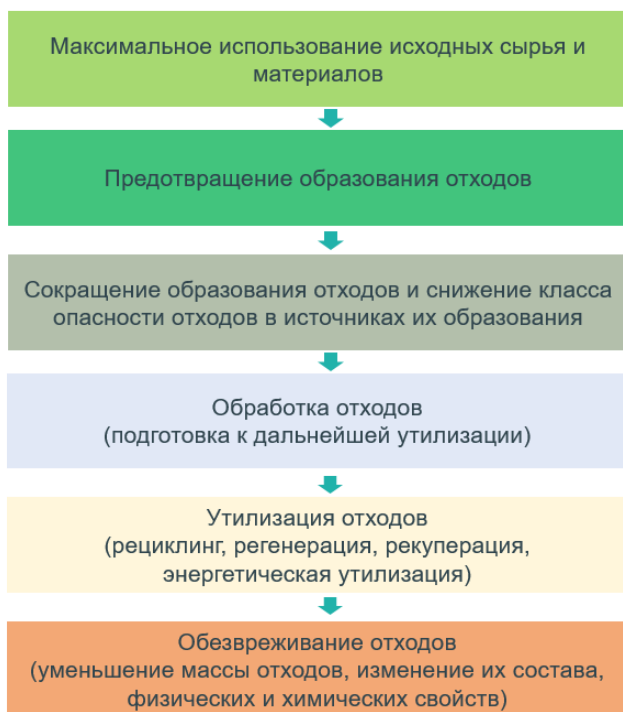 Максимальное использование исходных сырья и
материалов
Предотвращение образования отходов
Сокращение образования отходов и снижение класса
опасности отходов в источниках их образования
Обработка отходов
(подготовка к дальнейшей утилизации)
Утилизация отходов
(рециклинг, регенерация, рекуперация,
энергетическая утилизация)
Обезвреживание отходов
(уменьшение массы отходов, изменение их состава,
физических и химических свойств)